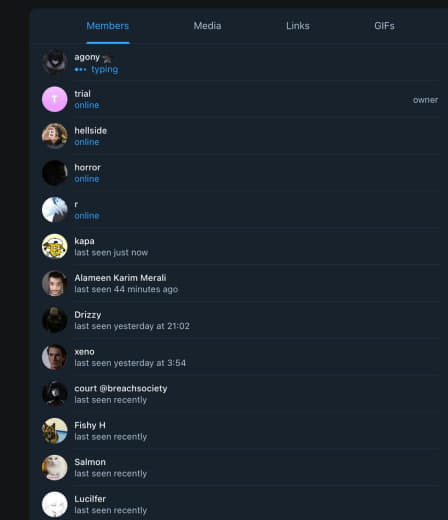 Members Media Links GIFs
agony
typing
T
trial
online
owner
hellside
online
horror
online
r
online
kapa
last seen just now
Alameen Karim Merali
last seen 44 minutes ago
Drizzy
last seen yesterday at 21:02
xeno
last seen yesterday at 3:54
court @breachsociety
last seen recently
Fishy H
last seen recently
Salmon
last seen recently
Lucilfer
last seen recently